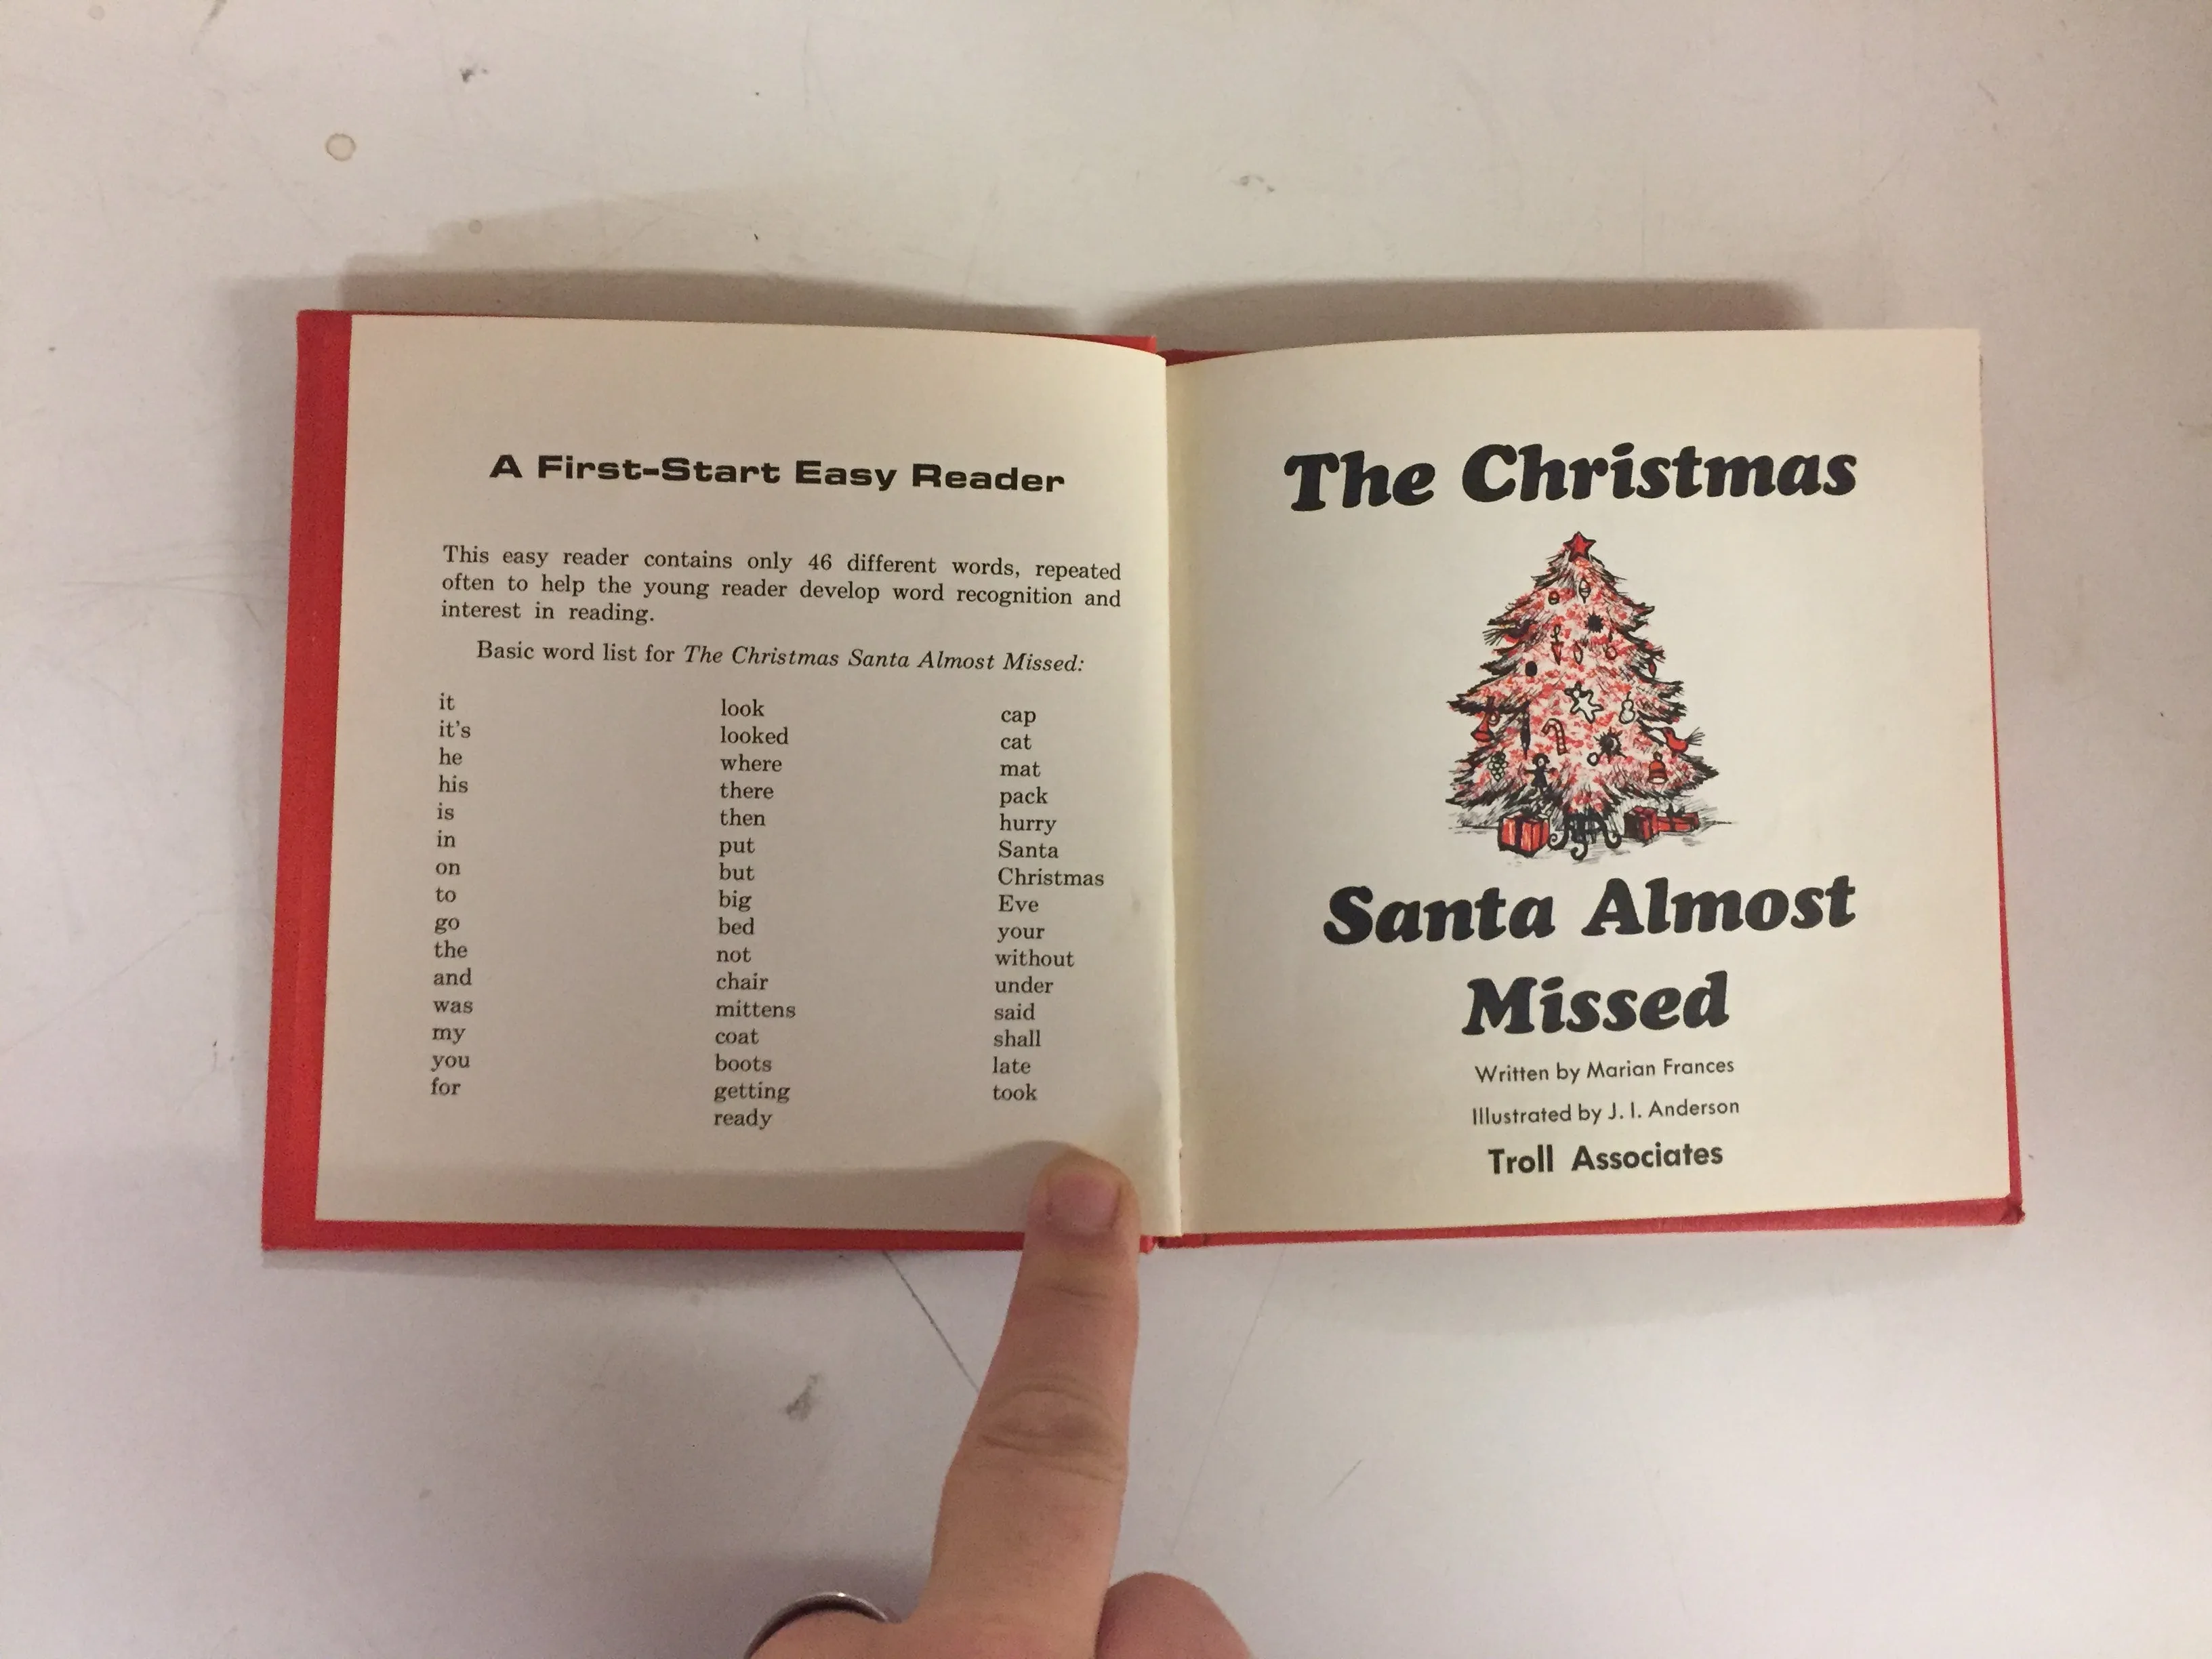 A First-Start Easy Reader
This easy reader contains only 46 different words, repeated
often to help the young reader develop word recognition and
interest in reading.
Basic word list for The Christmas Santa Almost Missed:
it
it's
he
his
is
in
on
to
go
the
and
was
my
you
for
look
looked
where
there
then
put
but
big
bed
not
chair
mittens
coat
boots
getting
ready
cap
cat
mat
pack
hurry
Santa
Christmas
Eve
your
without
under
said
shall
late
took
The Christmas
Santa Almost
Missed
Written by Marian Frances
Illustrated by J. I. Anderson
Troll Associates